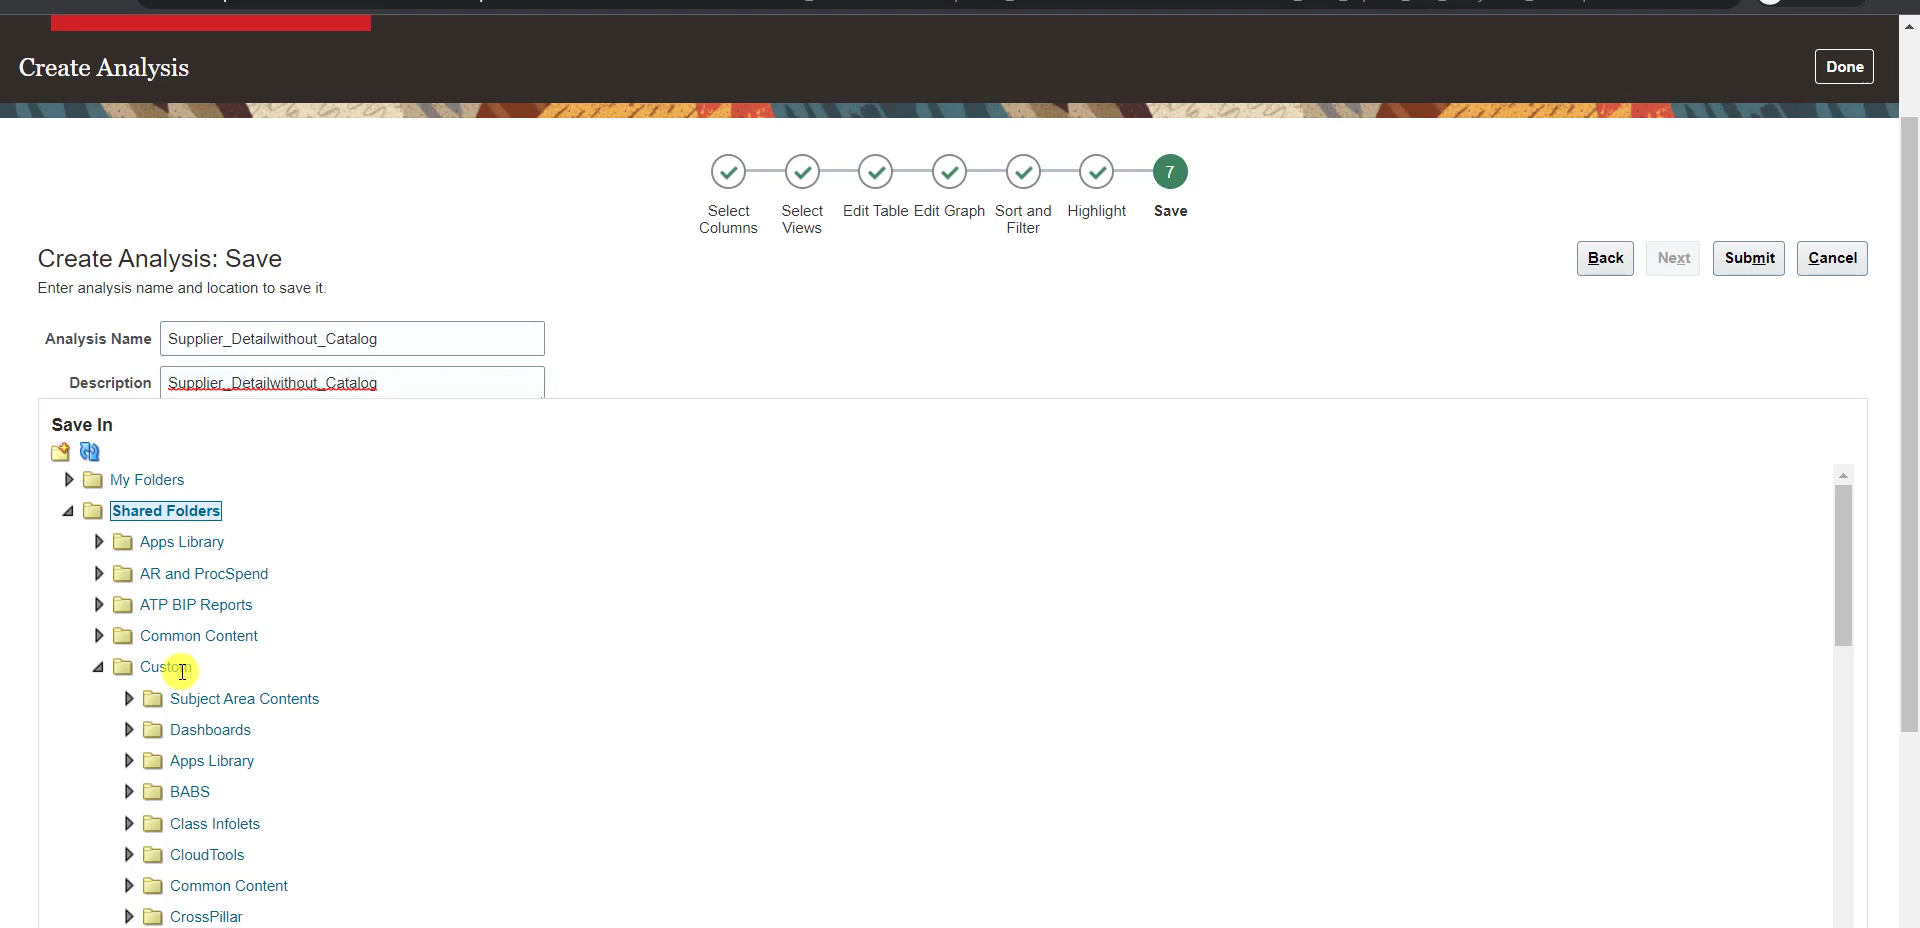 Create Analysis
Done
7
Select
Columns
Select
Views
Edit Table
Edit Graph
Sort and
Filter
Highlight
Save
Create Analysis: Save
Back
Next
Submit
Cancel
Enter analysis name and location to save it.
Analysis Name
Supplier_Detailwithout_Catalog
Description
Supplier_Detailwithout_Catalog
Save In
My Folders
Shared Folders
Apps Library
AR and ProcSpend
ATP BIP Reports
Common Content
Custom
Subject Area Contents
Dashboards
Apps Library
BABS
Class Infolets
CloudTools
Common Content
CrossPillar